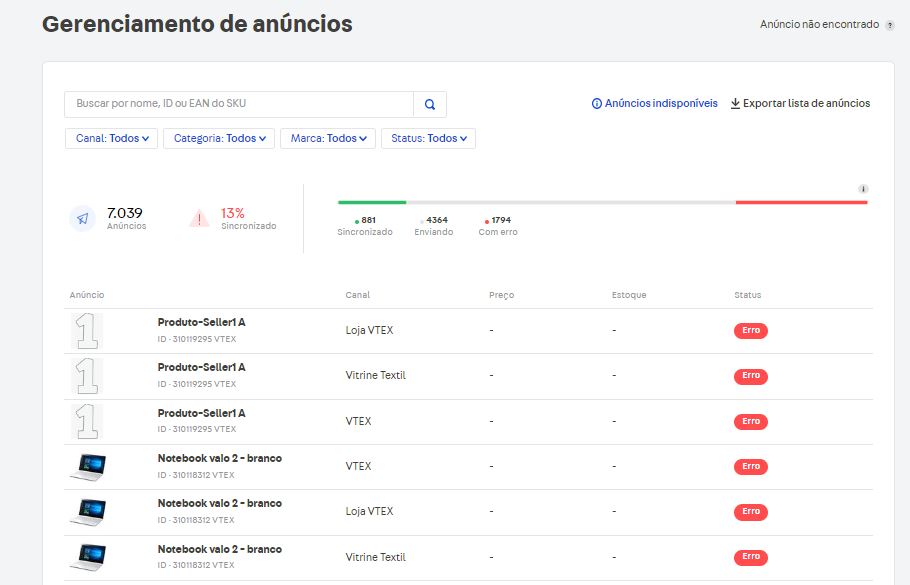 Gerenciamento de anúncios
Anúncio não encontrado ?
Buscar por nome, ID ou EAN do SKU
Anúncios indisponíveis
Exportar lista de anúncios
Canal: Todos
Categoria: Todos
Marca: Todos
Status: Todos
7.039
Anúncios
13%
Sincronizado
881
Sincronizado
4364
Enviando
1794
Com erro
Anúncio Canal Preço Estoque Status
Produto-Seller1 A
ID · 310119295 VTEX
Loja VTEX - - Erro
Produto-Seller1 A
ID · 310119295 VTEX
Vitrine Textil - - Erro
Produto-Seller1 A
ID · 310119295 VTEX
VTEX - - Erro
Notebook vaio 2 - branco
ID · 310118312 VTEX
VTEX - - Erro
Notebook vaio 2 - branco
ID · 310118312 VTEX
Loja VTEX - - Erro
Notebook vaio 2 - branco
ID · 310118312 VTEX
Vitrine Textil - - Erro